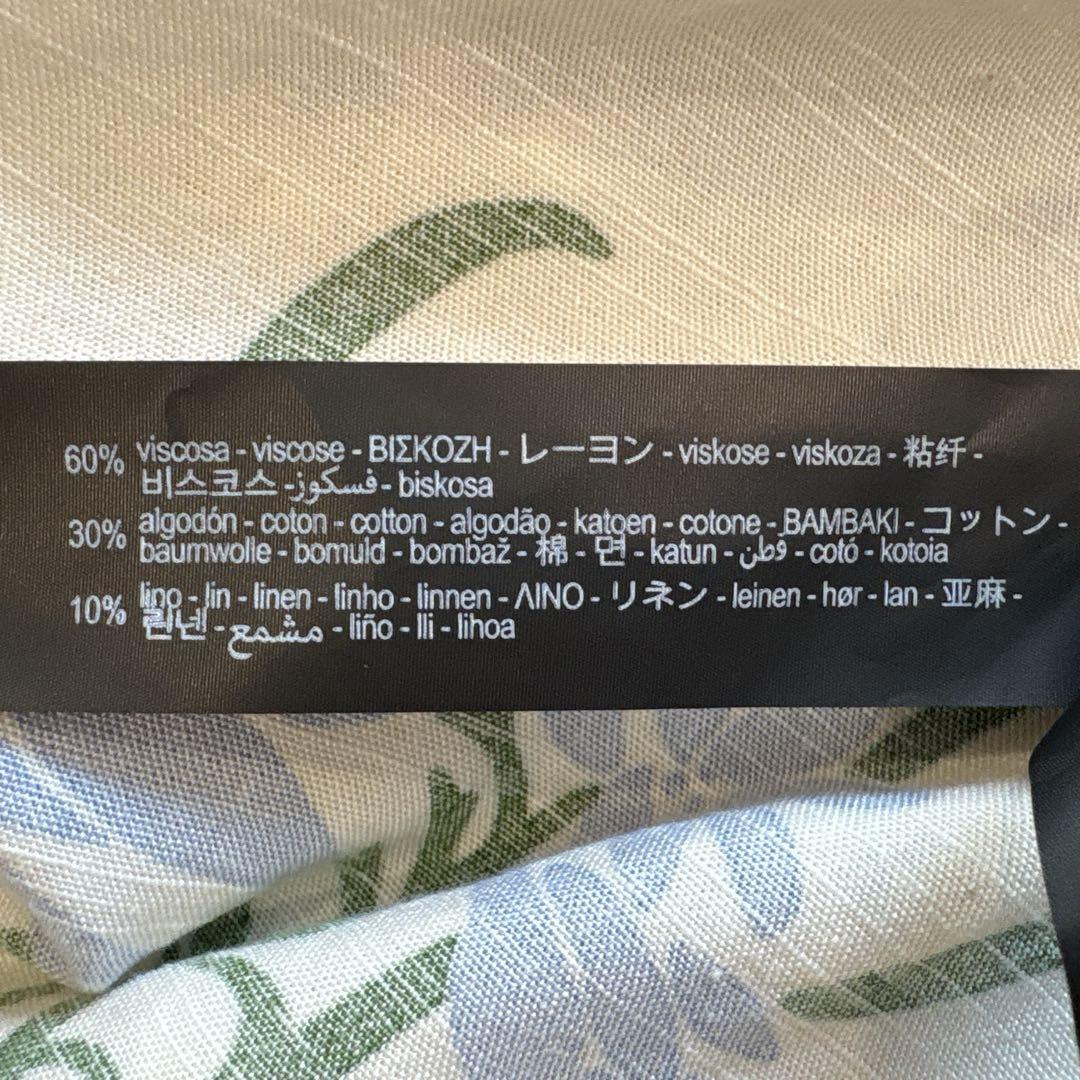 60% viscosa - viscose - ΒΙΣΚΟΖΗ - レーヨン - viskose - viskoza - 粘纤 -
비스코스 - فسكوز - biskosa
30% algodón - coton - cotton - algodão - katoen - cotone - BAMBAKI - コットン -
baumwolle - bomuld - bombaž - 棉 - 면 - katun - قطن - cotó - kotoia
10% lino - lin - linen - linho - linnen - ΛΙΝΟ - リネン - leinen - hør - lan - 亚麻 -
린넨 - مشمع - liño - lli - lihoa